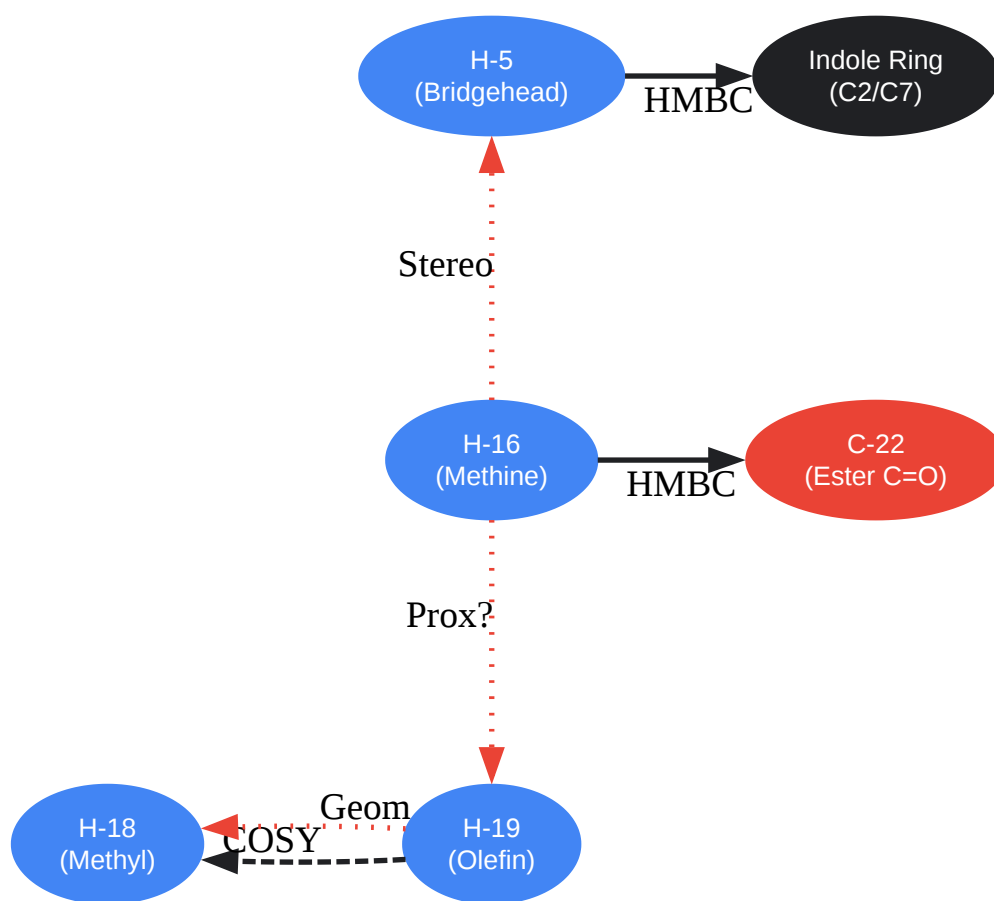 H-5
(Bridgehead)
HMBC
Indole Ring
(C2/C7)
Stereo
H-16
(Methine)
HMBC
C-22
(Ester C=O)
Prox?
H-18
(Methyl)
Geom
COSY
H-19
(Olefin)